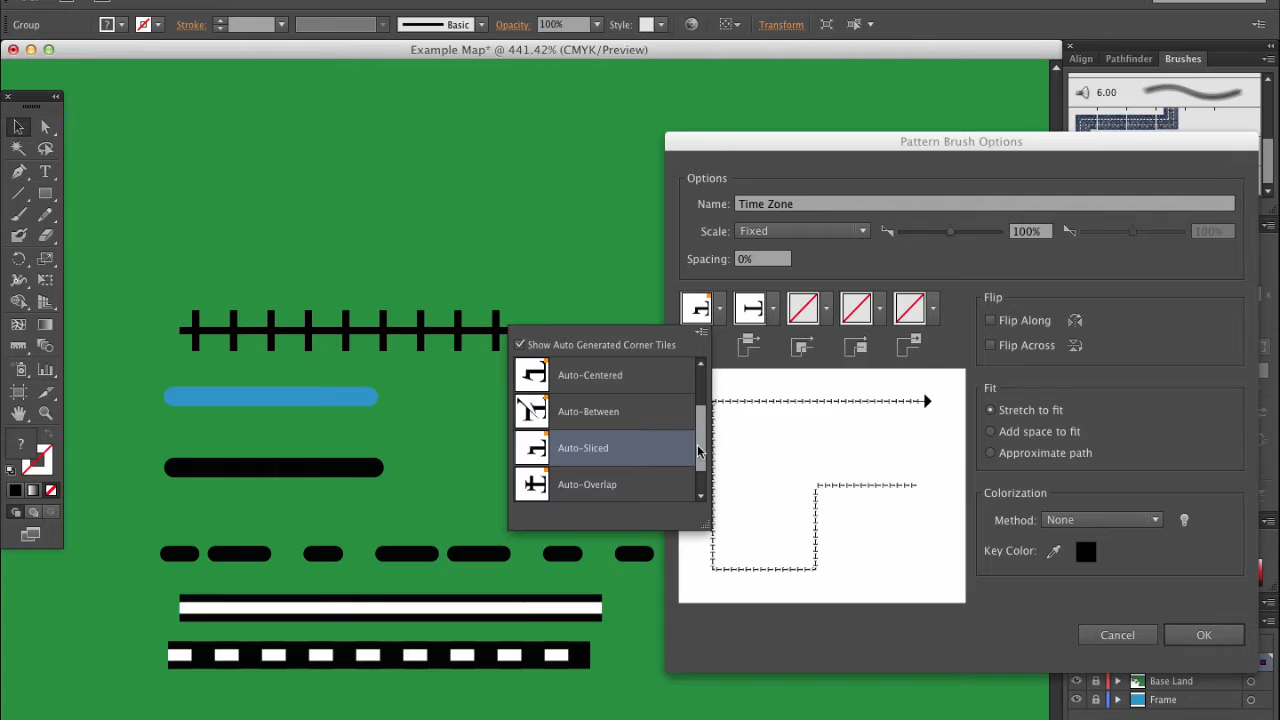 Group
?
Stroke:
Basic
Opacity:
100%
Style:
Transform
Example Map* @ 441.42% (CMYK/Preview)
Align
Pathfinder
Brushes
6.00
Pattern Brush Options
Options
Name:
Time Zone
Scale:
Fixed
100%
100%
Spacing:
0%
Show Auto Generated Corner Tiles
Auto-Centered
Auto-Between
Auto-Sliced
Auto-Overlap
Flip
Flip Along
Flip Across
Fit
Stretch to fit
Add space to fit
Approximate path
Colorization
Method:
None
Key Color:
Cancel
OK
T
?
Base Land
Frame